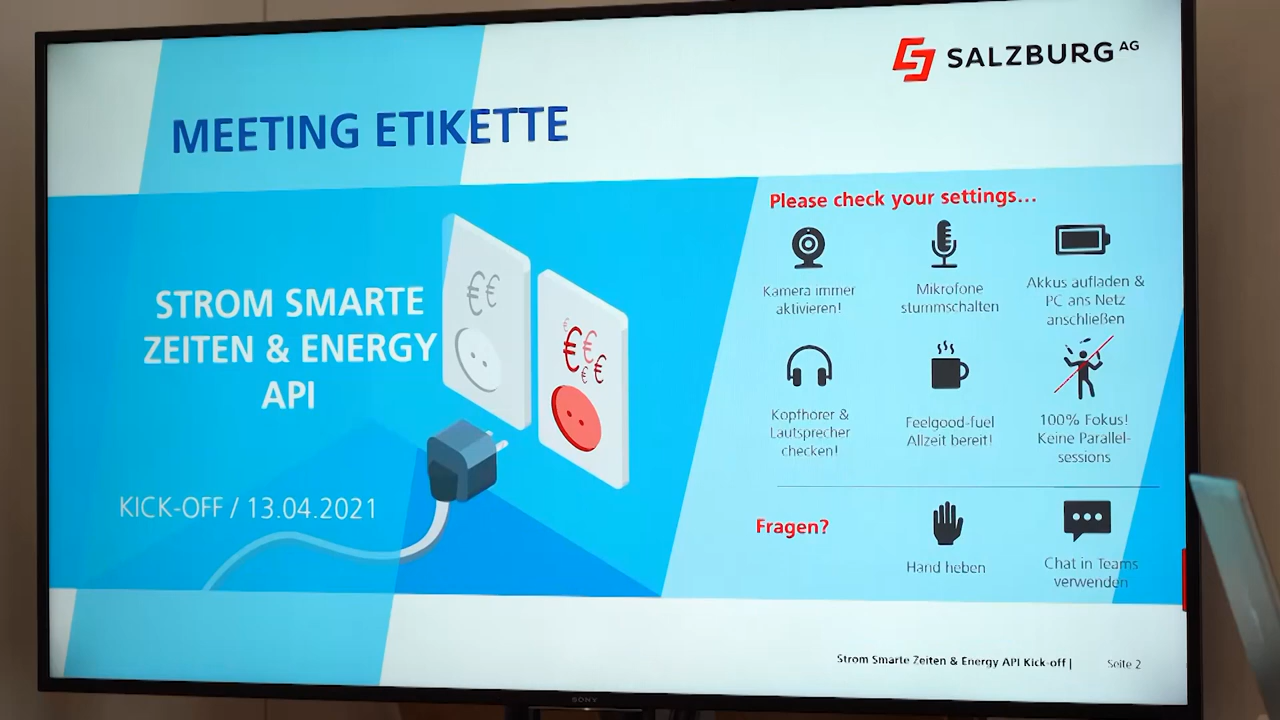 SALZBURG AG
MEETING ETIKETTE
STROM SMARTE
ZEITEN & ENERGY
API
€€
€€€€€
KICK-OFF / 13.04.2021
Please check your settings...
Kamera immer
aktivieren!
Mikrofone
stummschalten
Akkus aufladen &
PC ans Netz
anschließen
Kopfhörer &
Lautsprecher
checken!
Feelgood-fuel
Allzeit bereit!
100% Fokus!
Keine Parallel-
sessions
Fragen?
Hand heben
Chat in Teams
verwenden
Strom Smarte Zeiten & Energy API Kick-off |
Seite 2
SONY